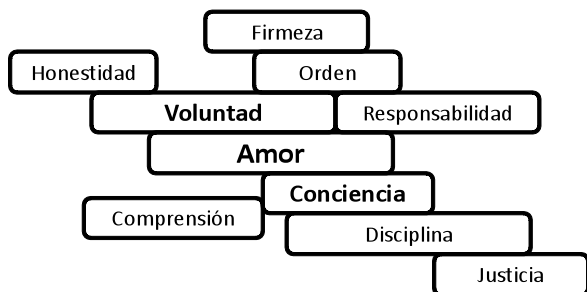 Firmeza
Honestidad
Orden
Voluntad
Responsabilidad
Amor
Conciencia
Comprensión
Disciplina
Justicia